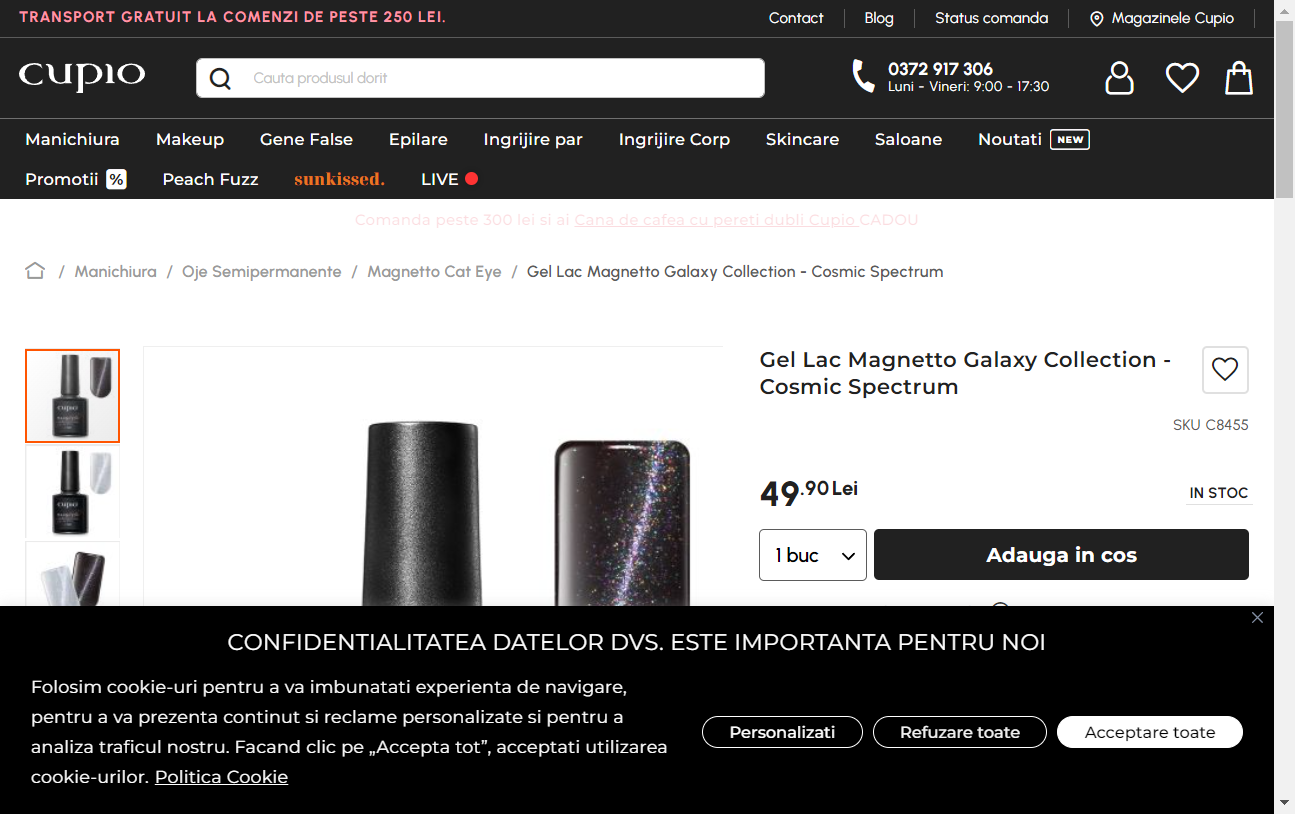 TRANSPORT GRATUIT LA COMENZI DE PESTE 250 LEI.
Contact
Blog
Status comanda
Magazinele Cupio
cupio
Cauta produsul dorit
0372 917 306
Luni - Vineri: 9:00 - 17:30
Manichiura
Makeup
Gene False
Epilare
Ingrijire par
Ingrijire Corp
Skincare
Saloane
Noutati NEW
Promotii %
Peach Fuzz
sunkissed.
LIVE
Comanda peste 300 lei si ai Cana de cafea cu pereti dubli Cupio CADOU
/ Manichiura / Oje Semipermanente / Magnetto Cat Eye / Gel Lac Magnetto Galaxy Collection - Cosmic Spectrum
cupio
cupio
Gel Lac Magnetto Galaxy Collection -
Cosmic Spectrum
SKU C8455
49.90 Lei
IN STOC
1 buc
Adauga in cos
CONFIDENTIALITATEA DATELOR DVS. ESTE IMPORTANTA PENTRU NOI
Folosim cookie-uri pentru a va imbunatati experienta de navigare,
pentru a va prezenta continut si reclame personalizate si pentru a
analiza traficul nostru. Facand clic pe „Accepta tot”, acceptati utilizarea
cookie-urilor. Politica Cookie
Personalizati
Refuzare toate
Acceptare toate